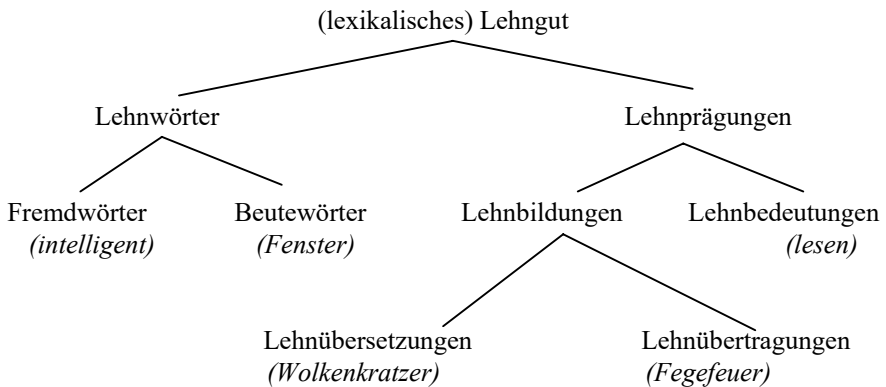 (lexikalisches) Lehngut
Lehnwörter Lehnprägungen
Fremdwörter Beutewörter Lehnbildungen Lehnbedeutungen
(intelligent) (Fenster) (lesen)
Lehnübersetzungen Lehnübertragungen
(Wolkenkratzer) (Fegefeuer)